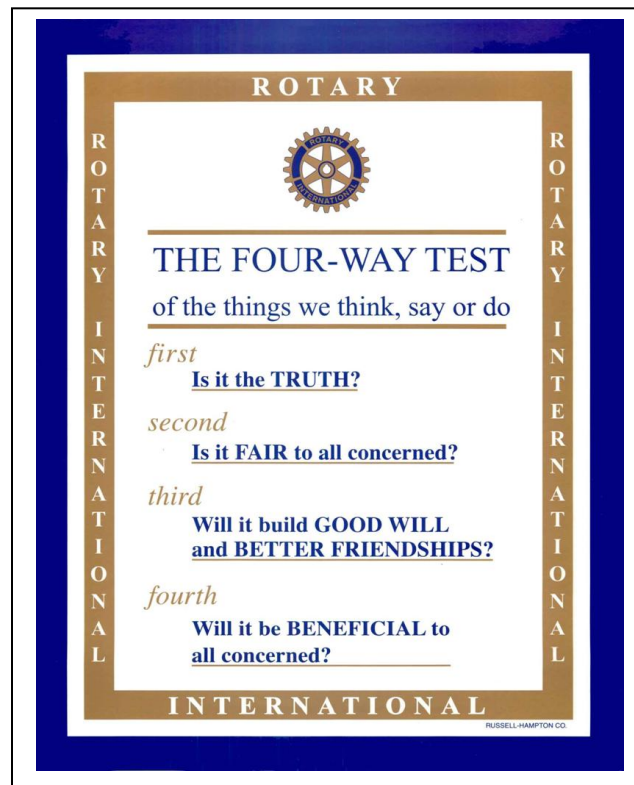 ROTARY
ROTARY INTERNATIONAL
ROTARY INTERNATIONAL
ROTARY
INTERNATIONAL
THE FOUR-WAY TEST
of the things we think, say or do
first
Is it the TRUTH?
second
Is it FAIR to all concerned?
third
Will it build GOOD WILL
and BETTER FRIENDSHIPS?
fourth
Will it be BENEFICIAL to
all concerned?
INTERNATIONAL
RUSSELL-HAMPTON CO.